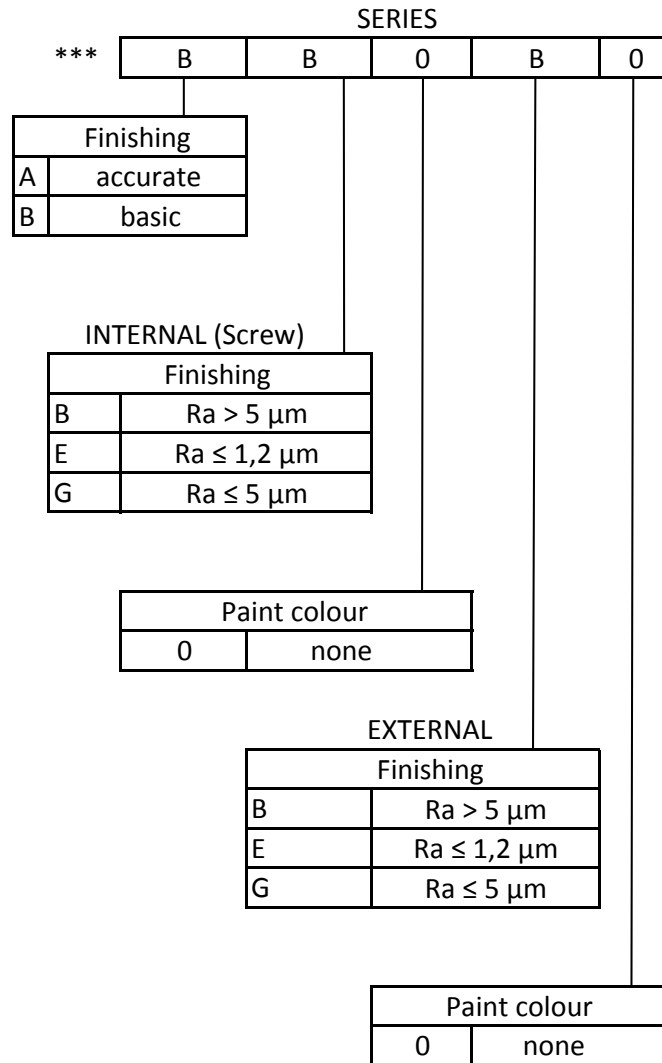 SERIES
*** B B 0 B 0
Finishing
A accurate
B basic
INTERNAL (Screw)
Finishing
B Ra > 5 µm
E Ra ≤ 1,2 µm
G Ra ≤ 5 µm
Paint colour
0 none
EXTERNAL
Finishing
B Ra > 5 µm
E Ra ≤ 1,2 µm
G Ra ≤ 5 µm
Paint colour
0 none